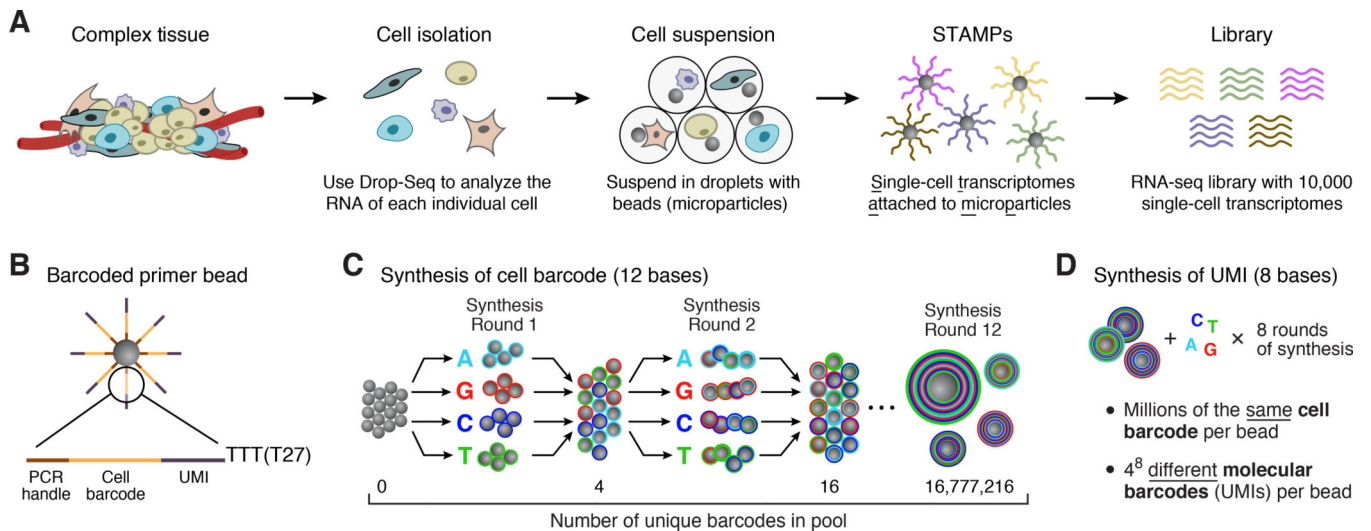 A
Complex tissue
Cell isolation
Use Drop-Seq to analyze the
RNA of each individual cell
Cell suspension
Suspend in droplets with
beads (microparticles)
STAMPs
Single-cell transcriptomes
attached to microparticles
Library
RNA-seq library with 10,000
single-cell transcriptomes
B
Barcoded primer bead
TTT(T27)
PCR
handle
Cell
barcode
UMI
C
Synthesis of cell barcode (12 bases)
Synthesis
Round 1
A
G
C
T
Synthesis
Round 2
A
G
C
T
Synthesis
Round 12
...
0
4
16
16,777,216
Number of unique barcodes in pool
D
Synthesis of UMI (8 bases)
+
C
T
A
G
×
8 rounds
of synthesis
• Millions of the same cell
barcode per bead
• 4⁸ different molecular
barcodes (UMIs) per bead